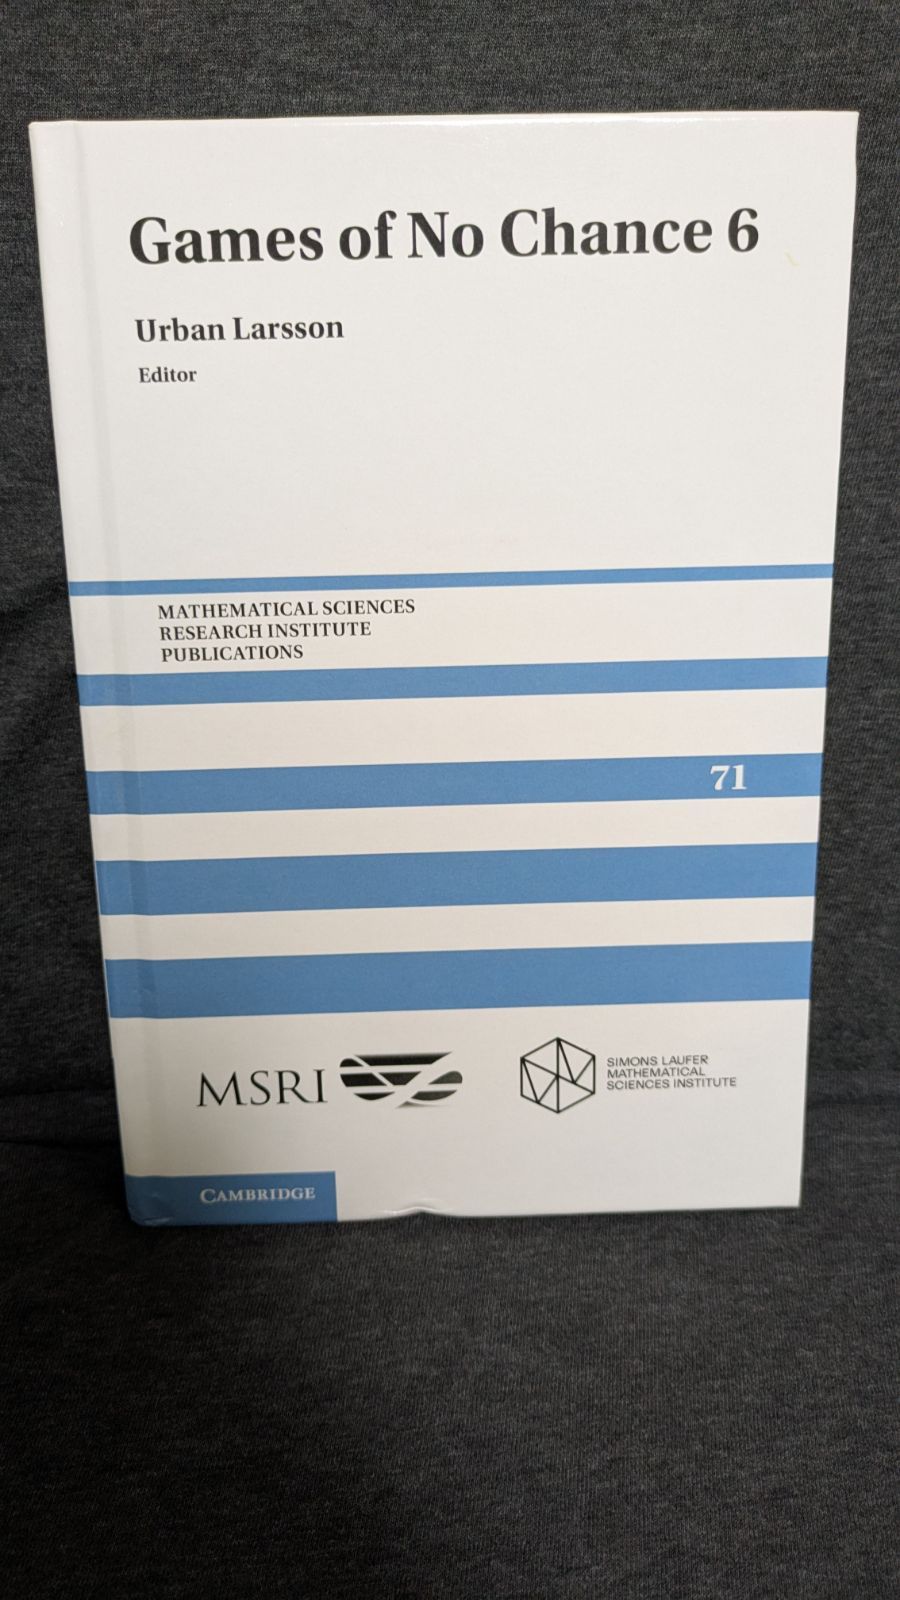 Games of No Chance 6
Urban Larsson
Editor
MATHEMATICAL SCIENCES
RESEARCH INSTITUTE
PUBLICATIONS
71
MSRI
SIMONS LAUFER
MATHEMATICAL
SCIENCES INSTITUTE
CAMBRIDGE